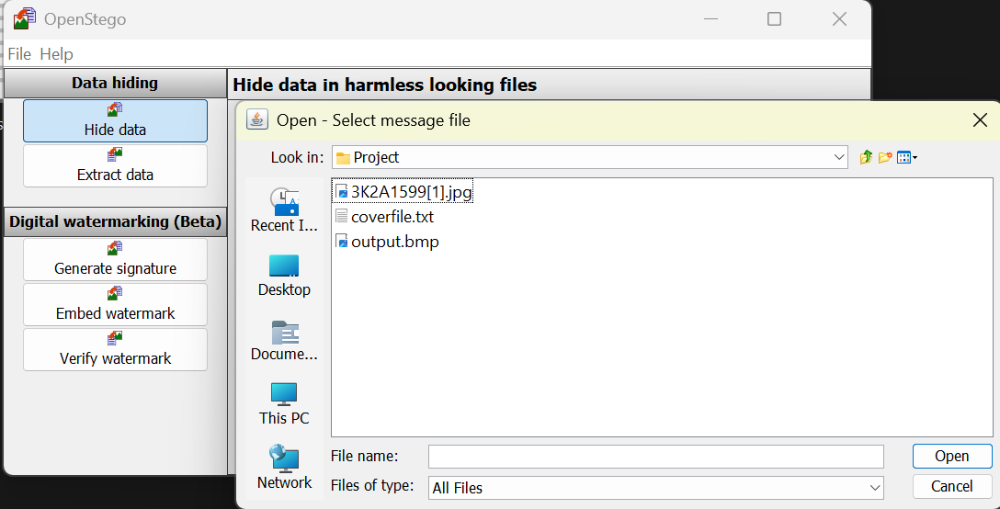 OpenStego
File Help
Data hiding
Hide data
Extract data
Digital watermarking (Beta)
Generate signature
Embed watermark
Verify watermark
Hide data in harmless looking files
Open - Select message file
Look in: Project
Recent I...
Desktop
Docume...
This PC
Network
3K2A1599[1].jpg
coverfile.txt
output.bmp
File name:
Open
Files of type: All Files
Cancel